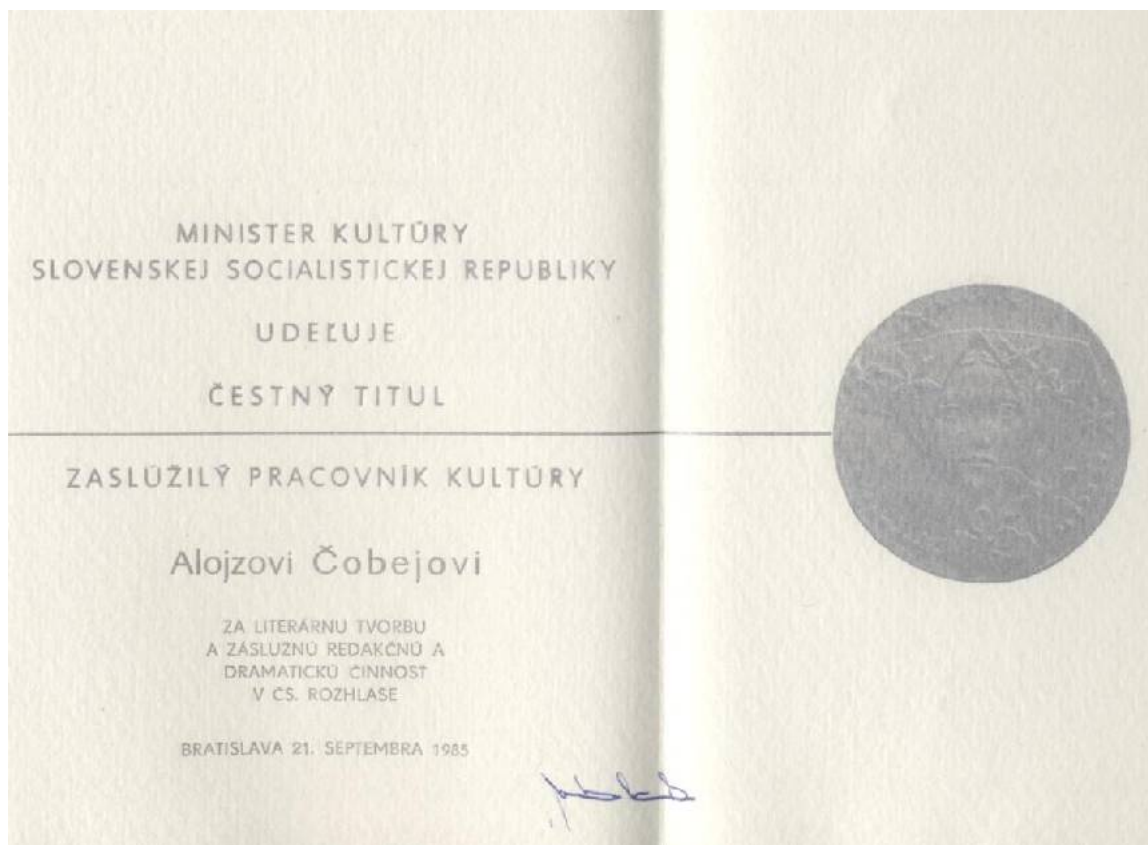 MINISTER KULTÚRY
SLOVENSKEJ SOCIALISTICKEJ REPUBLIKY
UDEĽUJE
ČESTNÝ TITUL
ZASLÚŽILÝ PRACOVNÍK KULTÚRY
Alojzovi Čobejovi
ZA LITERÁRNU TVORBU
A ZÁSLUŽNÚ REDAKČNÚ A
DRAMATICKÚ ČINNOSŤ
V ČS. ROZHLASE
BRATISLAVA 21. SEPTEMBRA 1985